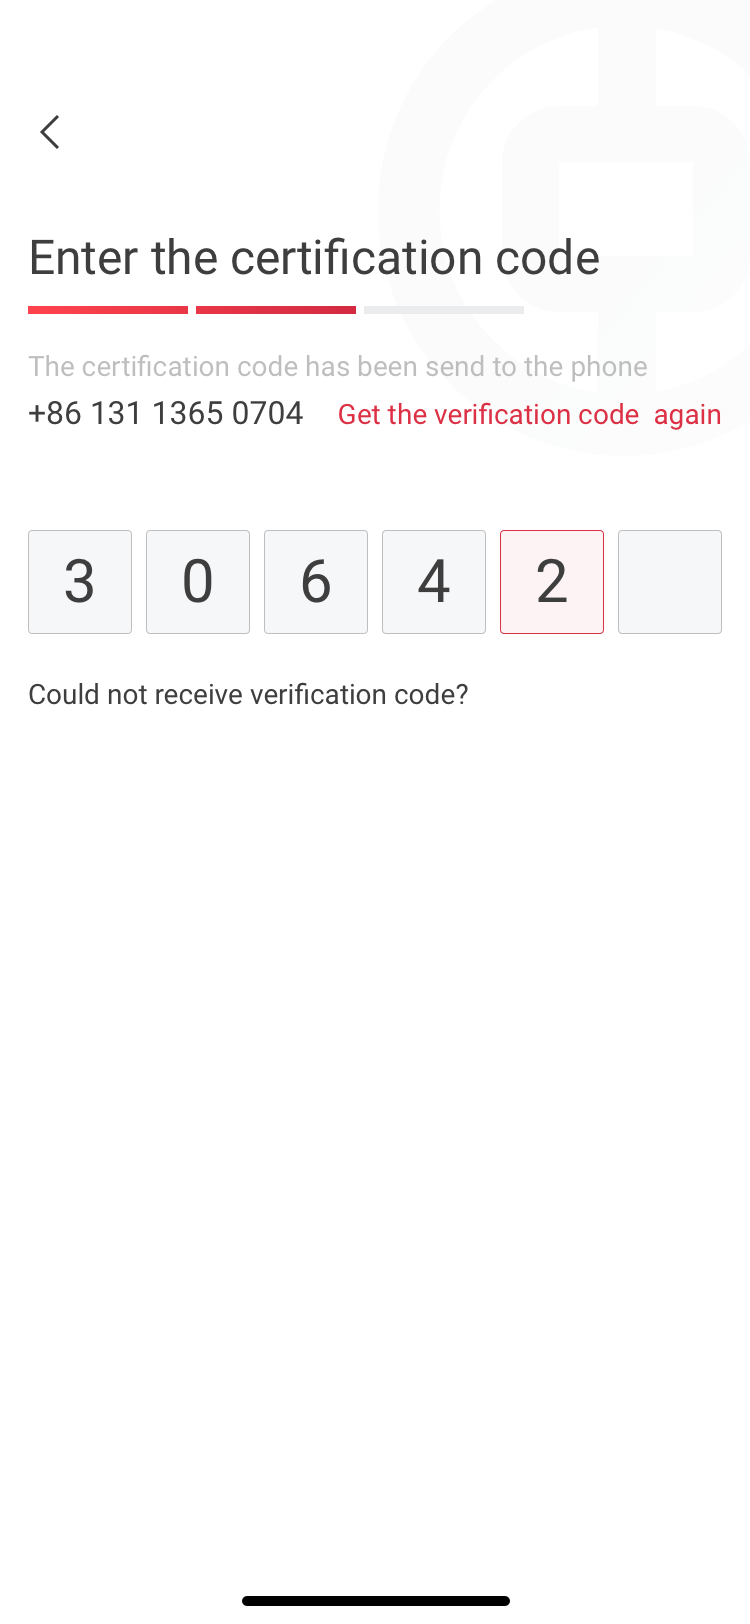 Enter the certification code
The certification code has been send to the phone
+86 131 1365 0704 Get the verification code again
3 0 6 4 2
Could not receive verification code?